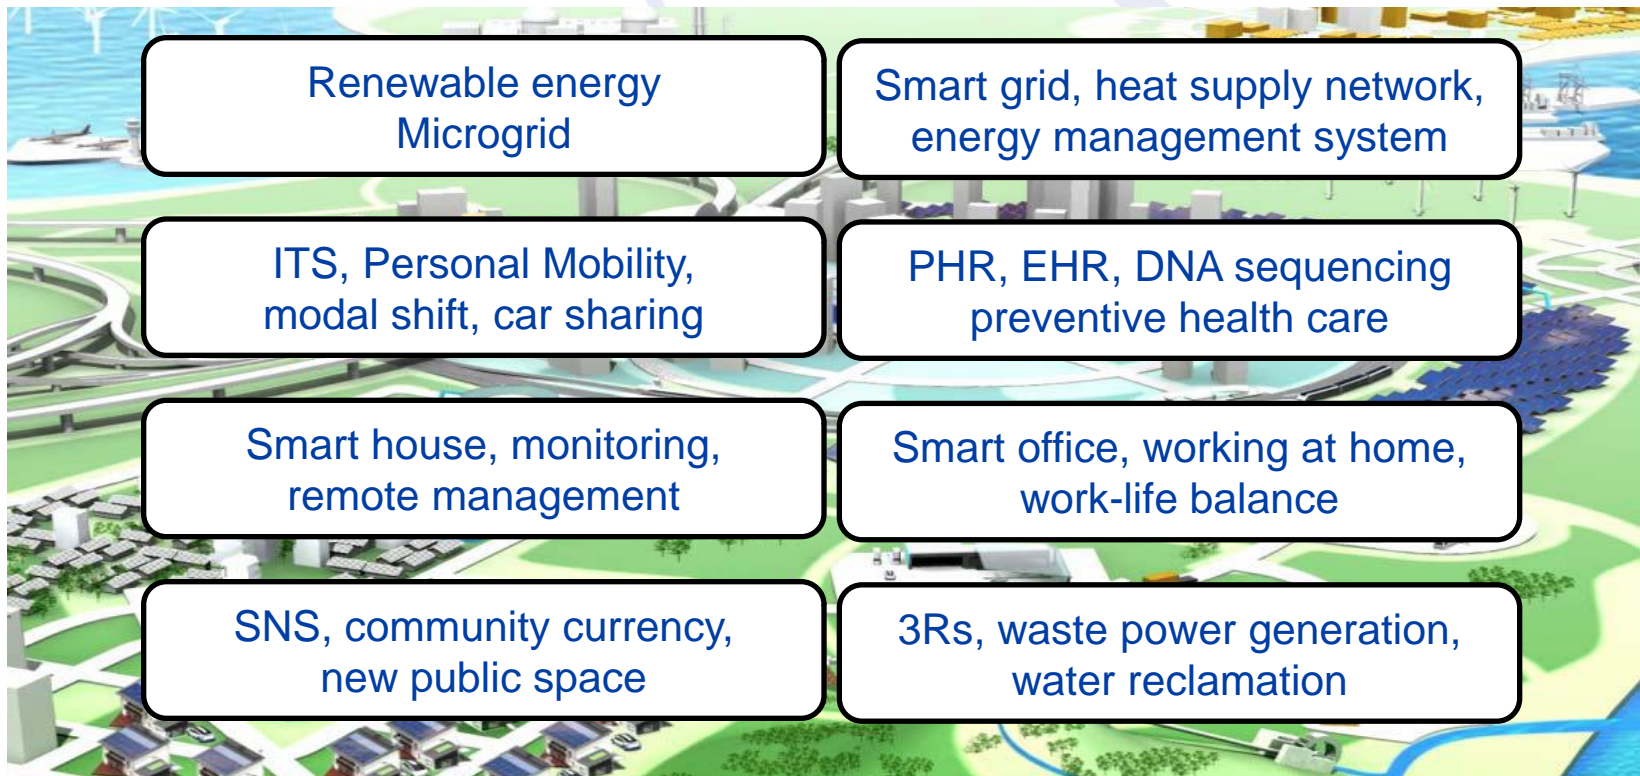 Renewable energy
Microgrid
Smart grid, heat supply network,
energy management system
ITS, Personal Mobility,
modal shift, car sharing
PHR, EHR, DNA sequencing
preventive health care
Smart house, monitoring,
remote management
Smart office, working at home,
work-life balance
SNS, community currency,
new public space
3Rs, waste power generation,
water reclamation